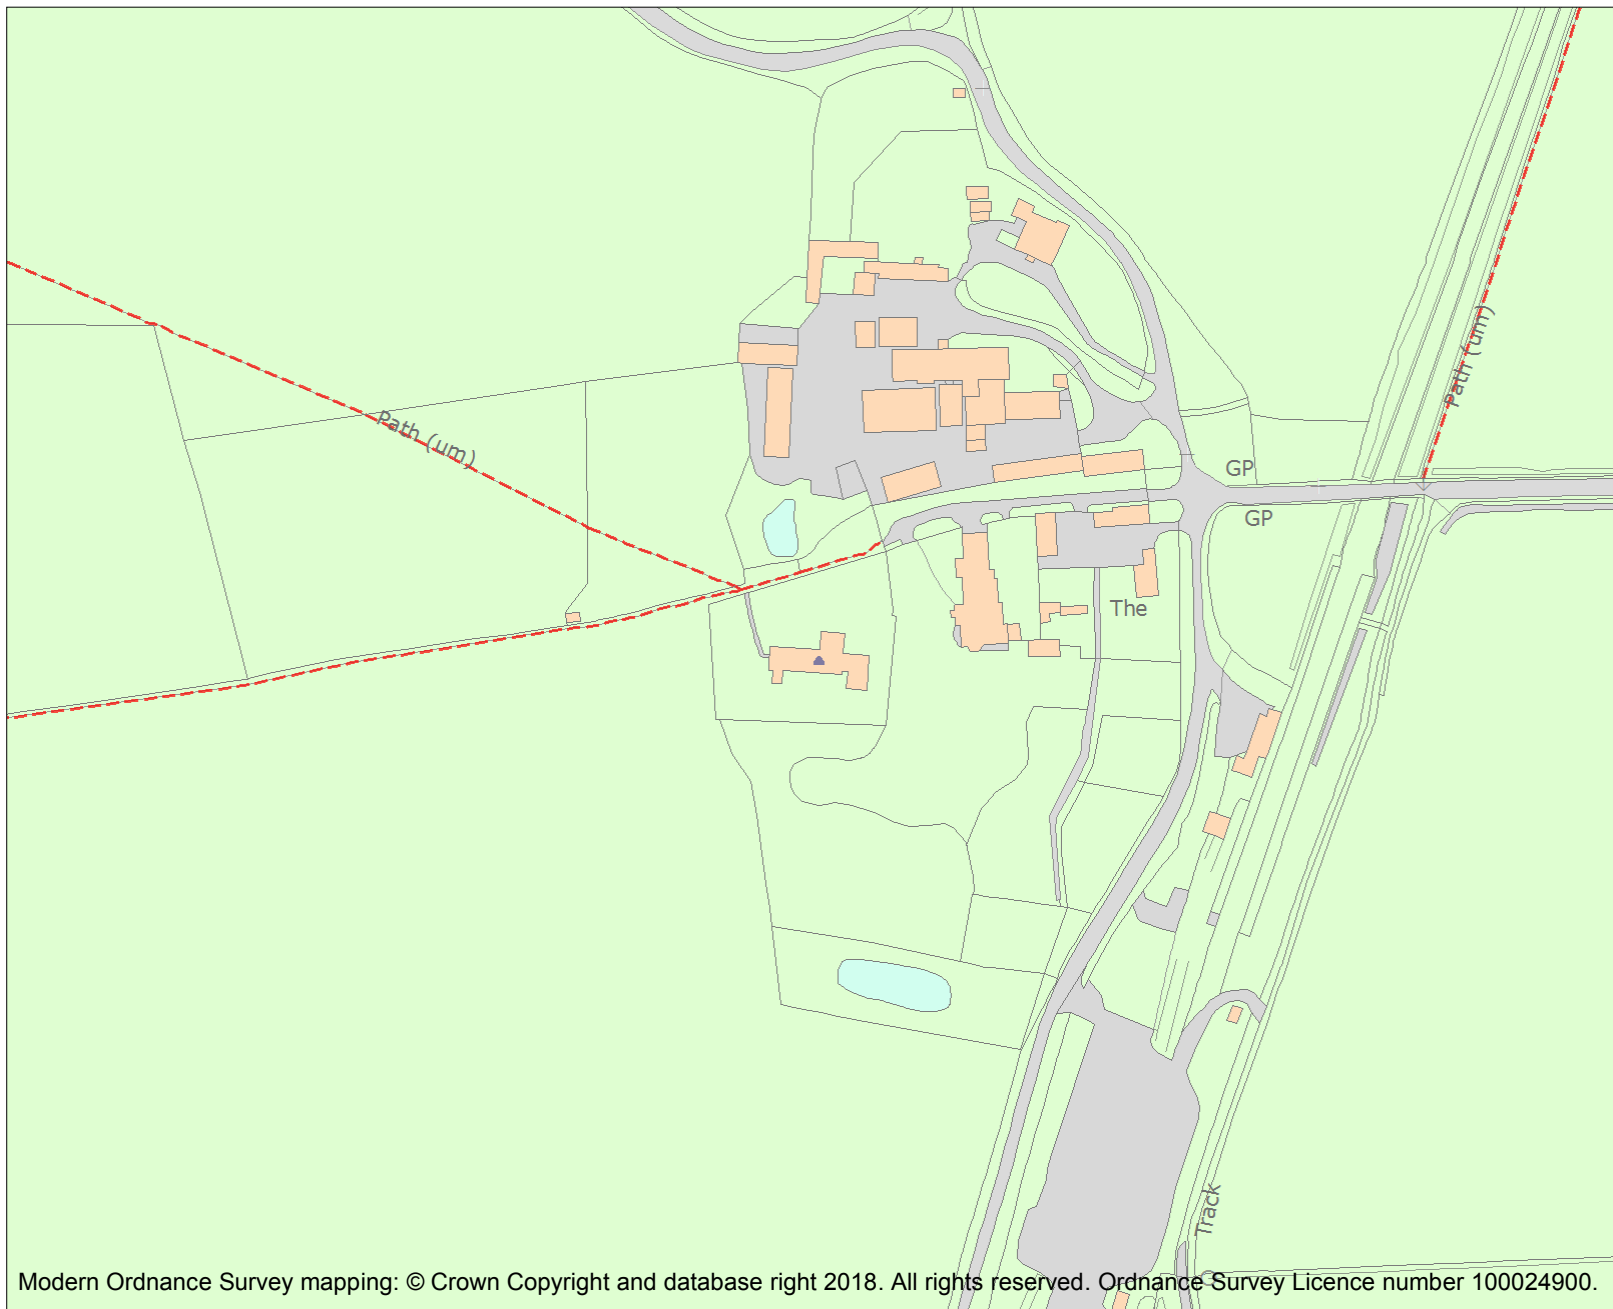 Path (um)
Path (um)
GP
GP
The
Track
Modern Ordnance Survey mapping: © Crown Copyright and database right 2018. All rights reserved. Ordnance Survey Licence number 100024900.